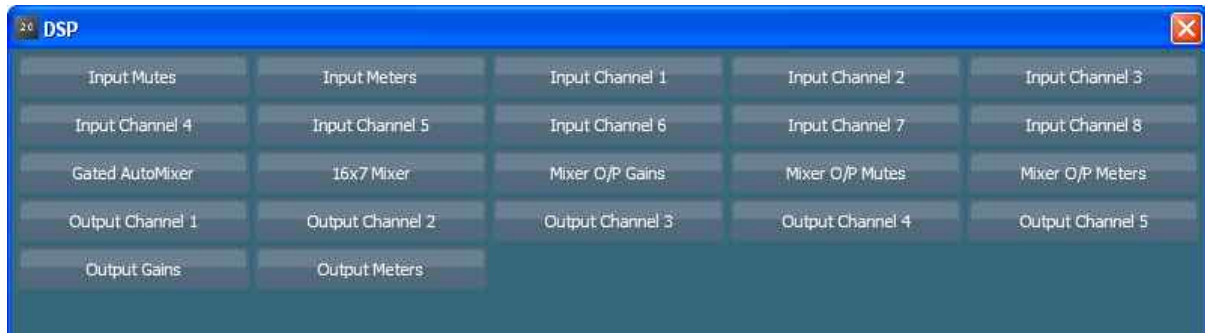 20 DSP
Input Mutes Input Meters Input Channel 1 Input Channel 2 Input Channel 3
Input Channel 4 Input Channel 5 Input Channel 6 Input Channel 7 Input Channel 8
Gated AutoMixer 16x7 Mixer Mixer O/P Gains Mixer O/P Mutes Mixer O/P Meters
Output Channel 1 Output Channel 2 Output Channel 3 Output Channel 4 Output Channel 5
Output Gains Output Meters